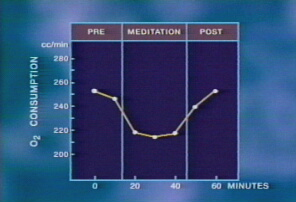 PRE MEDITATION POST
cc/min
280
260
240
220
200
O2 CONSUMPTION
0 20 40 60 MINUTES